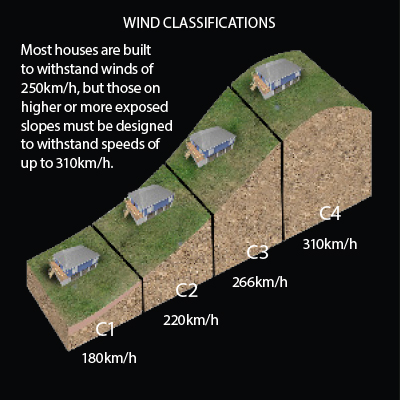 WIND CLASSIFICATIONS
Most houses are built
to withstand winds of
250km/h, but those on
higher or more exposed
slopes must be designed
to withstand speeds of
up to 310km/h.
C4
310km/h
C3
266km/h
C2
220km/h
C1
180km/h